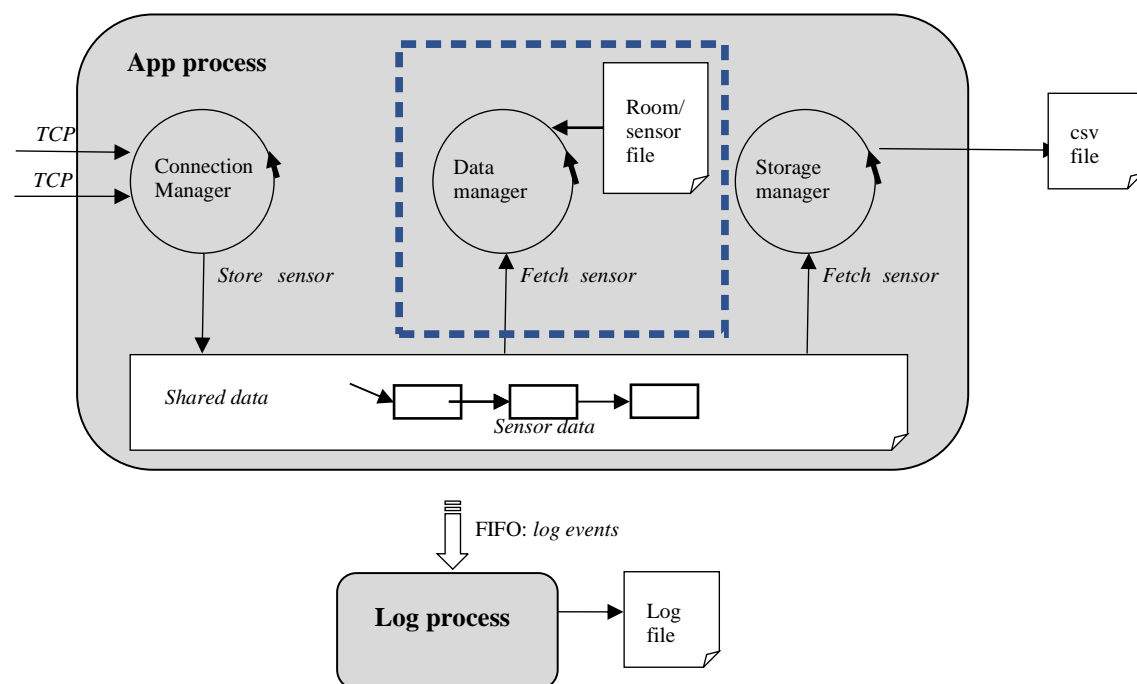 App process
TCP
TCP
Connection
Manager
Data
manager
Room/
sensor
file
Storage
manager
csv
file
Store sensor
Fetch sensor
Fetch sensor
Shared data
Sensor data
FIFO: log events
Log process
Log
file